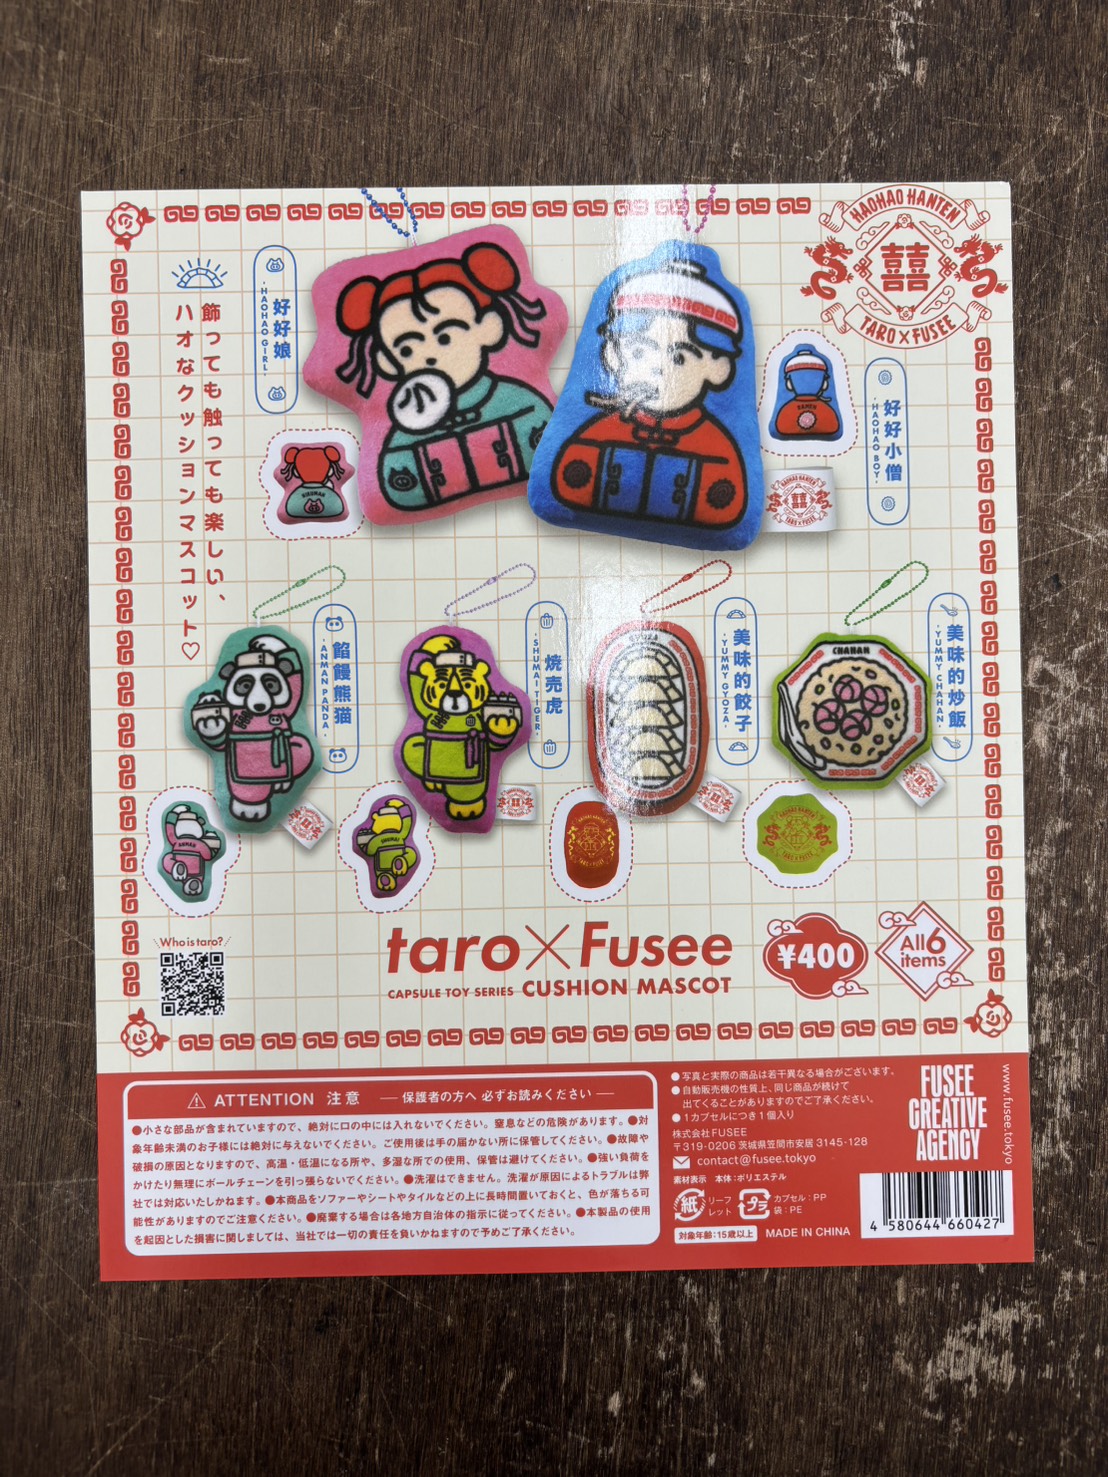 HAOHAO HANTEN
囍
TARO×FUSEE
飾っても触っても楽しい、
ハオなクッションマスコット♡
好好娘
・HAOHAO GIRL・
NIKUMAN
好好小僧
・HAOHAO BOY・
RAMEN
HAOHAO HANTEN
囍
TARO×FUSEE
餡饅熊猫
・ANMAN PANDA・
ANMAN
焼売虎
・SHUMAI TIGER・
SHUMAI
美味的餃子
・YUMMY GYOZA・
GYOZA
美味的炒飯
・YUMMY CHAHAN・
CHAHAN
Who is taro?
taro×Fusee
CAPSULE TOY SERIES CUSHION MASCOT
¥400
All 6
items
ATTENTION 注意 ―保護者の方へ 必ずお読みください―
●小さな部品が含まれていますので、絶対に口の中には入れないでください。窒息などの危険があります。●対
象年齢未満のお子様には絶対に与えないでください。ご使用後は手の届かない所に保管してください。●故障や
破損の原因となりますので、高温・低温になる所や、多湿な所での使用、保管は避けてください。●強い負荷を
かけたり無理にボールチェーンを引っ張らないでください。●洗濯はできません。洗濯が原因によるトラブルは弊
社では対応いたしかねます。●本商品をソファーやシートやタイルなどの上に長時間置いておくと、色が落ちる可
能性がありますのでご注意ください。●廃棄する場合は各地方自治体の指示に従ってください。●本製品の使用
を起因とした損害に関しましては、当社では一切の責任を負いかねますので予めご了承ください。
●写真と実際の商品は若干異なる場合がございます。
●自動販売機の性質上、同じ商品が続けて
出てくることがありますのでご了承ください。
●1カプセルにつき1個入り
株式会社FUSEE
〒319-0206 茨城県笠間市安居 3145-128
contact@fusee.tokyo
素材表示 本体:ポリエステル
紙 リーフ
レット
プラ カプセル:PP
袋:PE
対象年齢:15歳以上 MADE IN CHINA
FUSEE
CREATIVE
AGENCY
www.fusee.tokyo
4 580644 660427